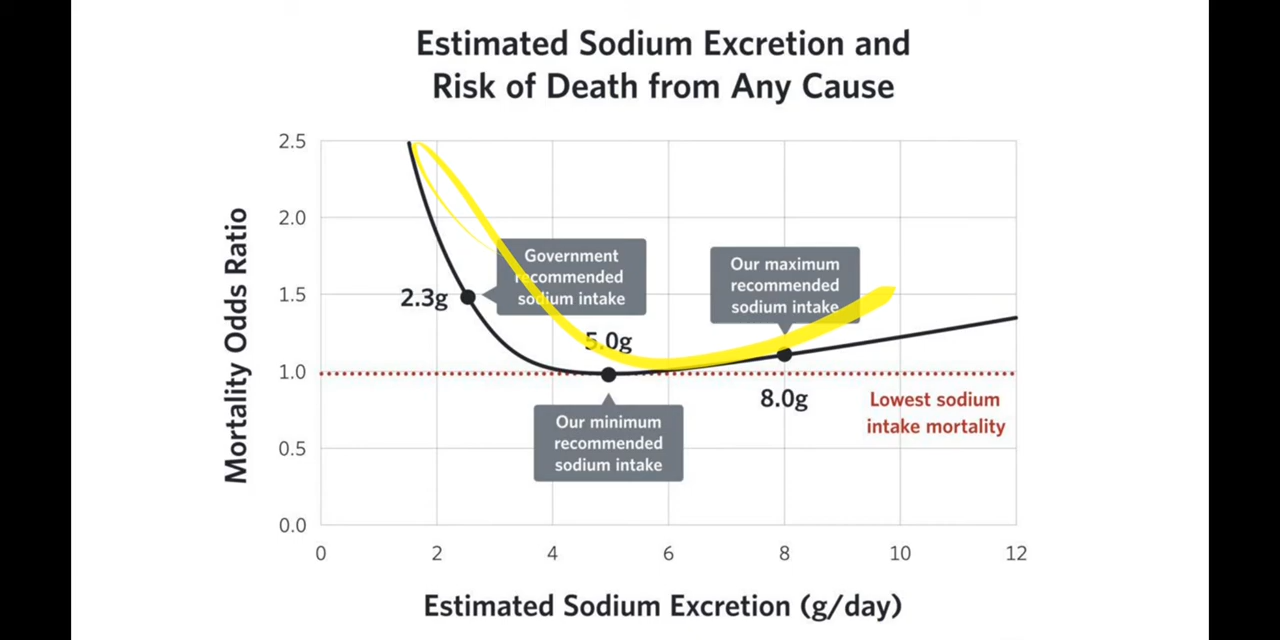 Estimated Sodium Excretion and
Risk of Death from Any Cause
Mortality Odds Ratio
2.5
2.0
1.5
1.0
0.5
0.0
Government
recommended
sodium intake
2.3g
5.0g
Our minimum
recommended
sodium intake
Our maximum
recommended
sodium intake
8.0g
Lowest sodium
intake mortality
0 2 4 6 8 10 12
Estimated Sodium Excretion (g/day)